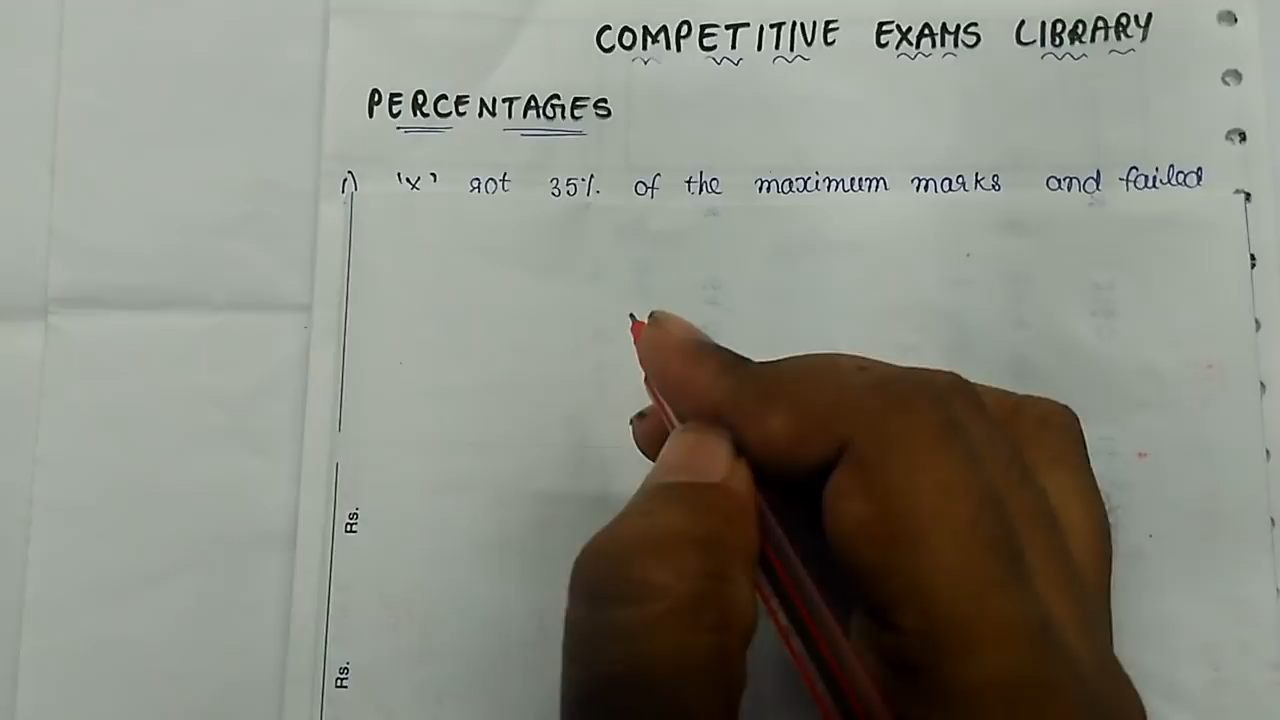 COMPETITIVE EXAMS LIBRARY
PERCENTAGES
1) 'X' got 35% of the maximum marks and failed
Rs.
Rs.